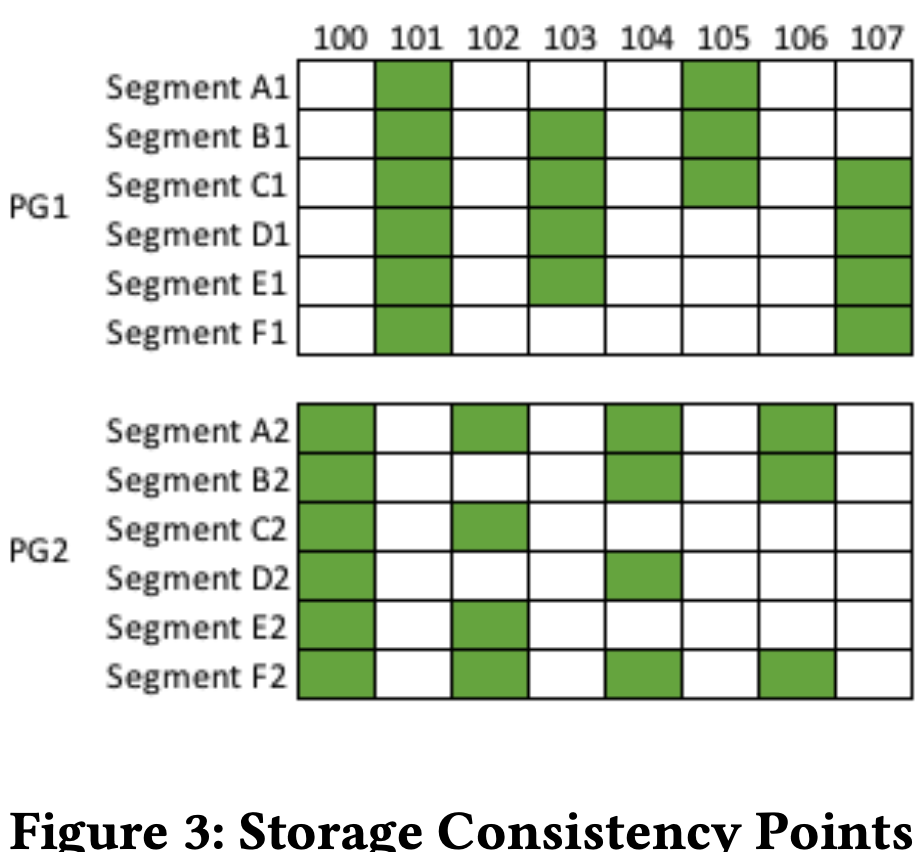 100 101 102 103 104 105 106 107
Segment A1
Segment B1
Segment C1
PG1
Segment D1
Segment E1
Segment F1
Segment A2
Segment B2
Segment C2
PG2
Segment D2
Segment E2
Segment F2
Figure 3: Storage Consistency Points